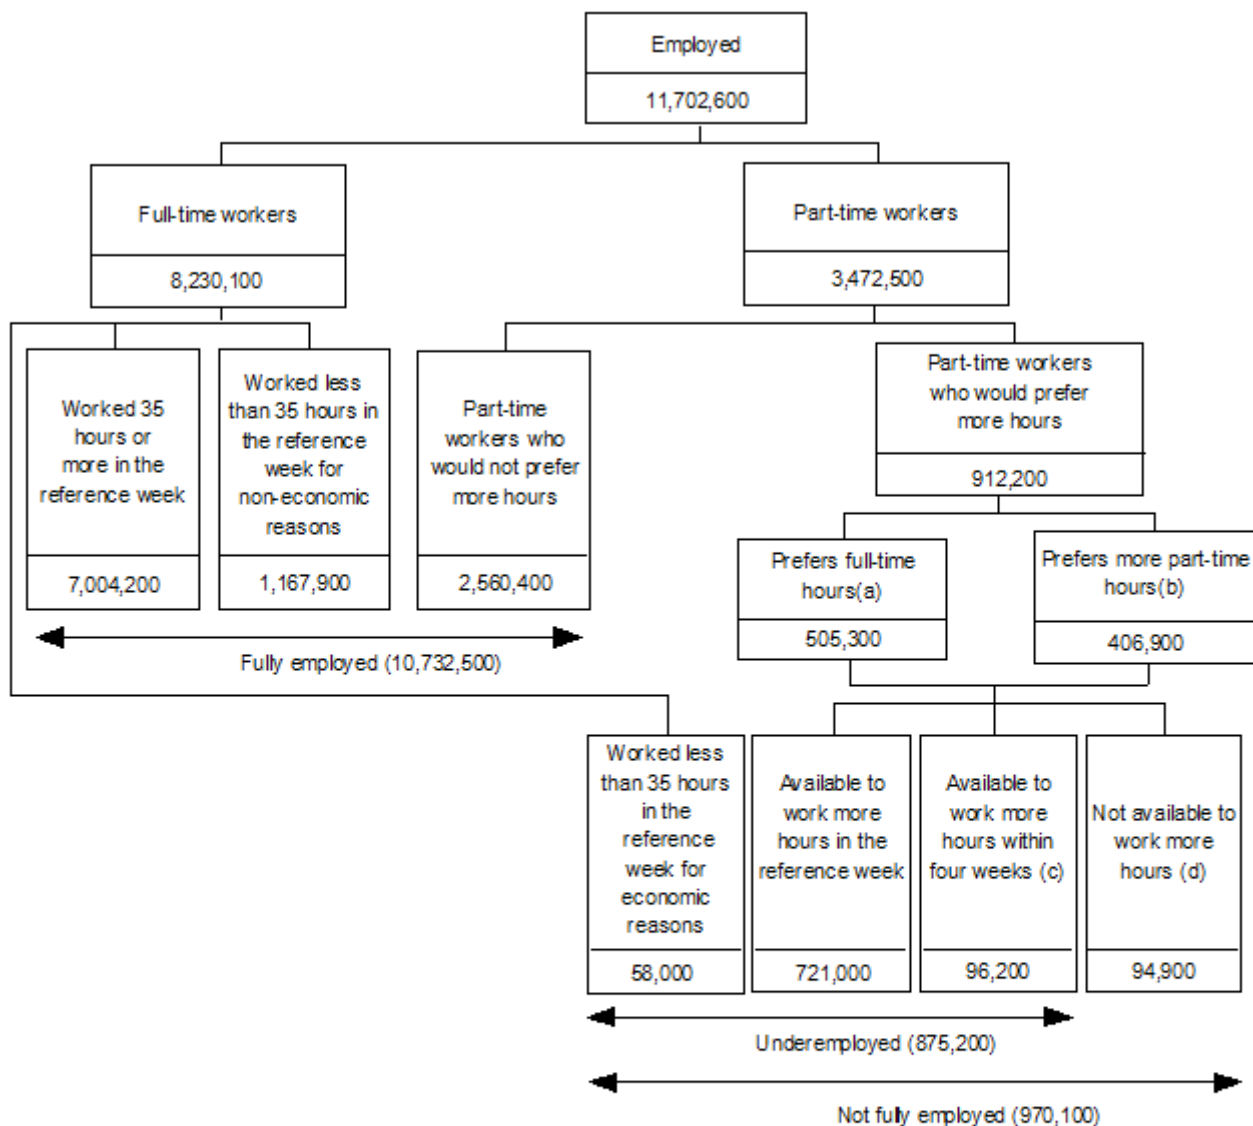 Employed
11,702,600
Full-time workers
8,230,100
Part-time workers
3,472,500
Worked 35
hours or
more in the
reference week
7,004,200
Worked less
than 35 hours in
the reference
week for
non-economic
reasons
1,167,900
Part-time
workers who
would not prefer
more hours
2,560,400
Part-time workers
who would prefer
more hours
912,200
Fully employed (10,732,500)
Prefers full-time
hours(a)
505,300
Prefers more part-time
hours(b)
406,900
Worked less
than 35 hours
in the
reference
week for
economic
reasons
58,000
Available to
work more
hours in the
reference week
721,000
Available to
work more
hours within
four weeks (c)
96,200
Not available to
work more
hours (d)
94,900
Underemployed (875,200)
Not fully employed (970,100)